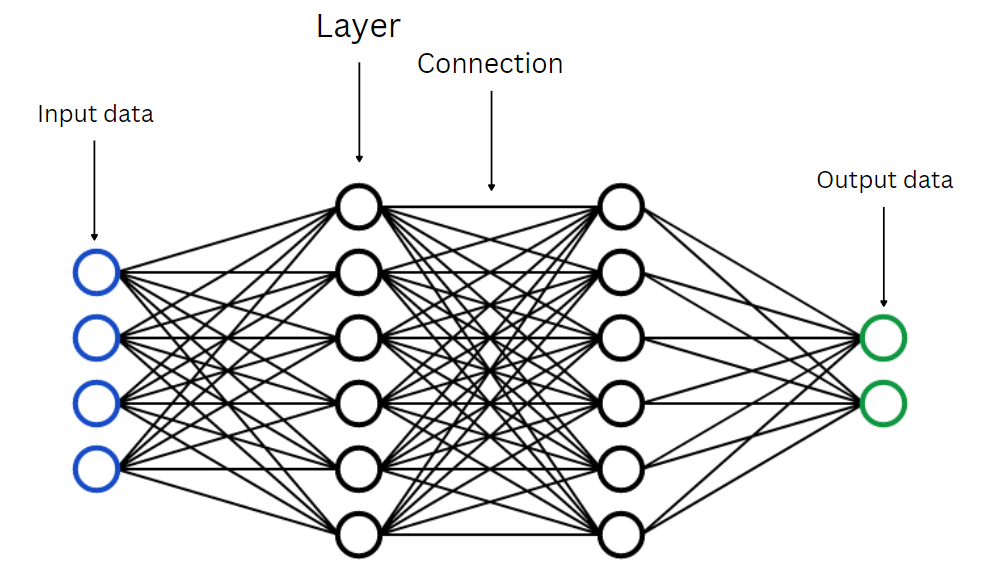 Layer
Connection
Input data
Output data